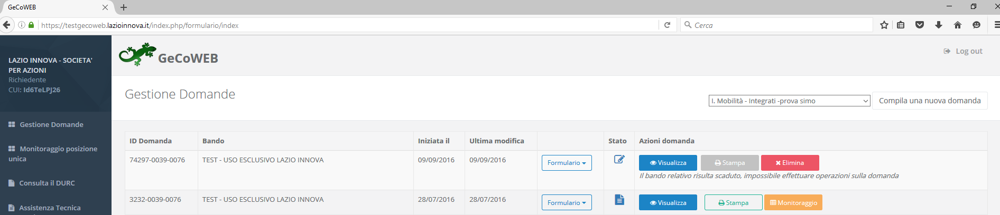 GeCoWEB
https://testgecoweb.lazioinnova.it/index.php/formulario/index
Cerca
LAZIO INNOVA - SOCIETA'
PER AZIONI
Richiedente
CUI: Id6TeLPJ26
GeCoWEB
Log out
Gestione Domande
I. Mobilità - Integrati -prova simo
Compila una nuova domanda
Gestione Domande
Monitoraggio posizione
unica
Consulta il DURC
Assistenza Tecnica
ID Domanda Bando Iniziata il Ultima modifica Stato Azioni domanda
74297-0039-0076 TEST - USO ESCLUSIVO LAZIO INNOVA 09/09/2016 09/09/2016 Formulario Visualizza Stampa Elimina
Il bando relativo risulta scaduto, impossibile effettuare operazioni sulla domanda
3232-0039-0076 TEST - USO ESCLUSIVO LAZIO INNOVA 28/07/2016 28/07/2016 Formulario Visualizza Stampa Monitoraggio